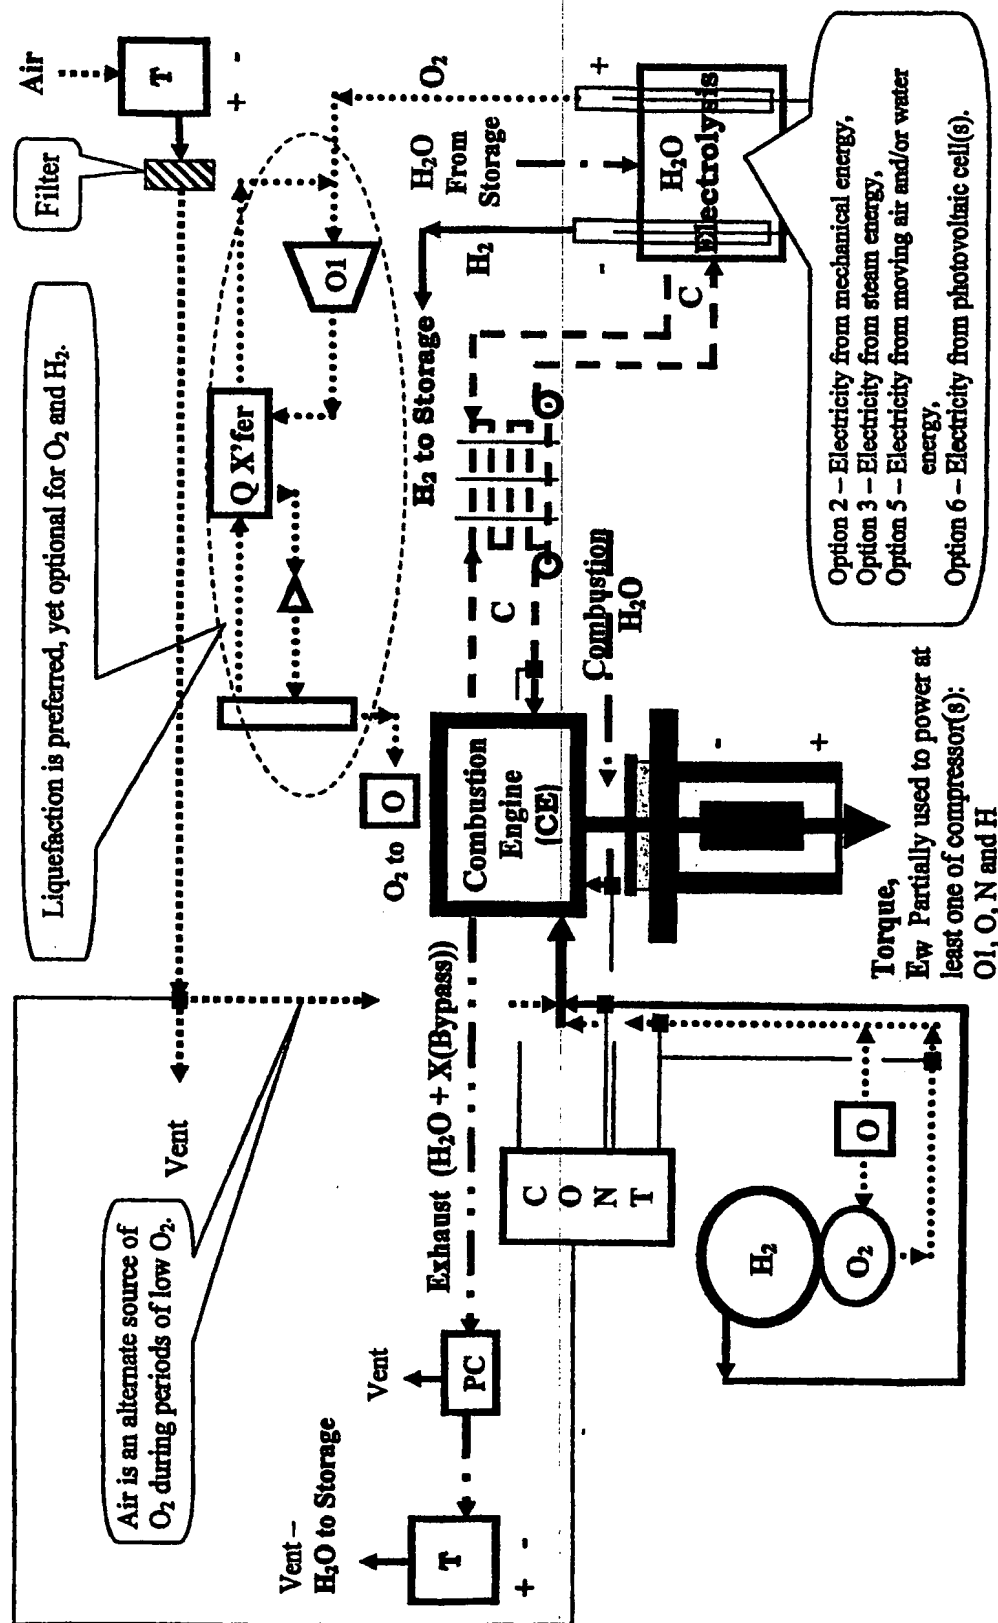 Air is an alternate source of
O₂ during periods of low O₂.
Liquefaction is preferred, yet optional for O₂ and H₂.
Filter
Air
T
+ -
Vent
Q X'fer
O1
O₂
H₂O
From
Storage
H₂
H₂ to Storage
O₂ to
O
Vent –
H₂O to Storage
T
+ -
Vent
PC
Exhaust (H₂O + X(Bypass))
Combustion
Engine
(CE)
C
C
-
+
H₂O
Electrolysis
Combustion
H₂O
C
O
N
T
H₂
O₂
O
-
+
Torque,
Ew Partially used to power at
least one of compressor(s):
O1, O, N and H
Option 2 – Electricity from mechanical energy,
Option 3 – Electricity from steam energy,
Option 5 – Electricity from moving air and/or water
energy,
Option 6 – Electricity from photovoltaic cell(s).